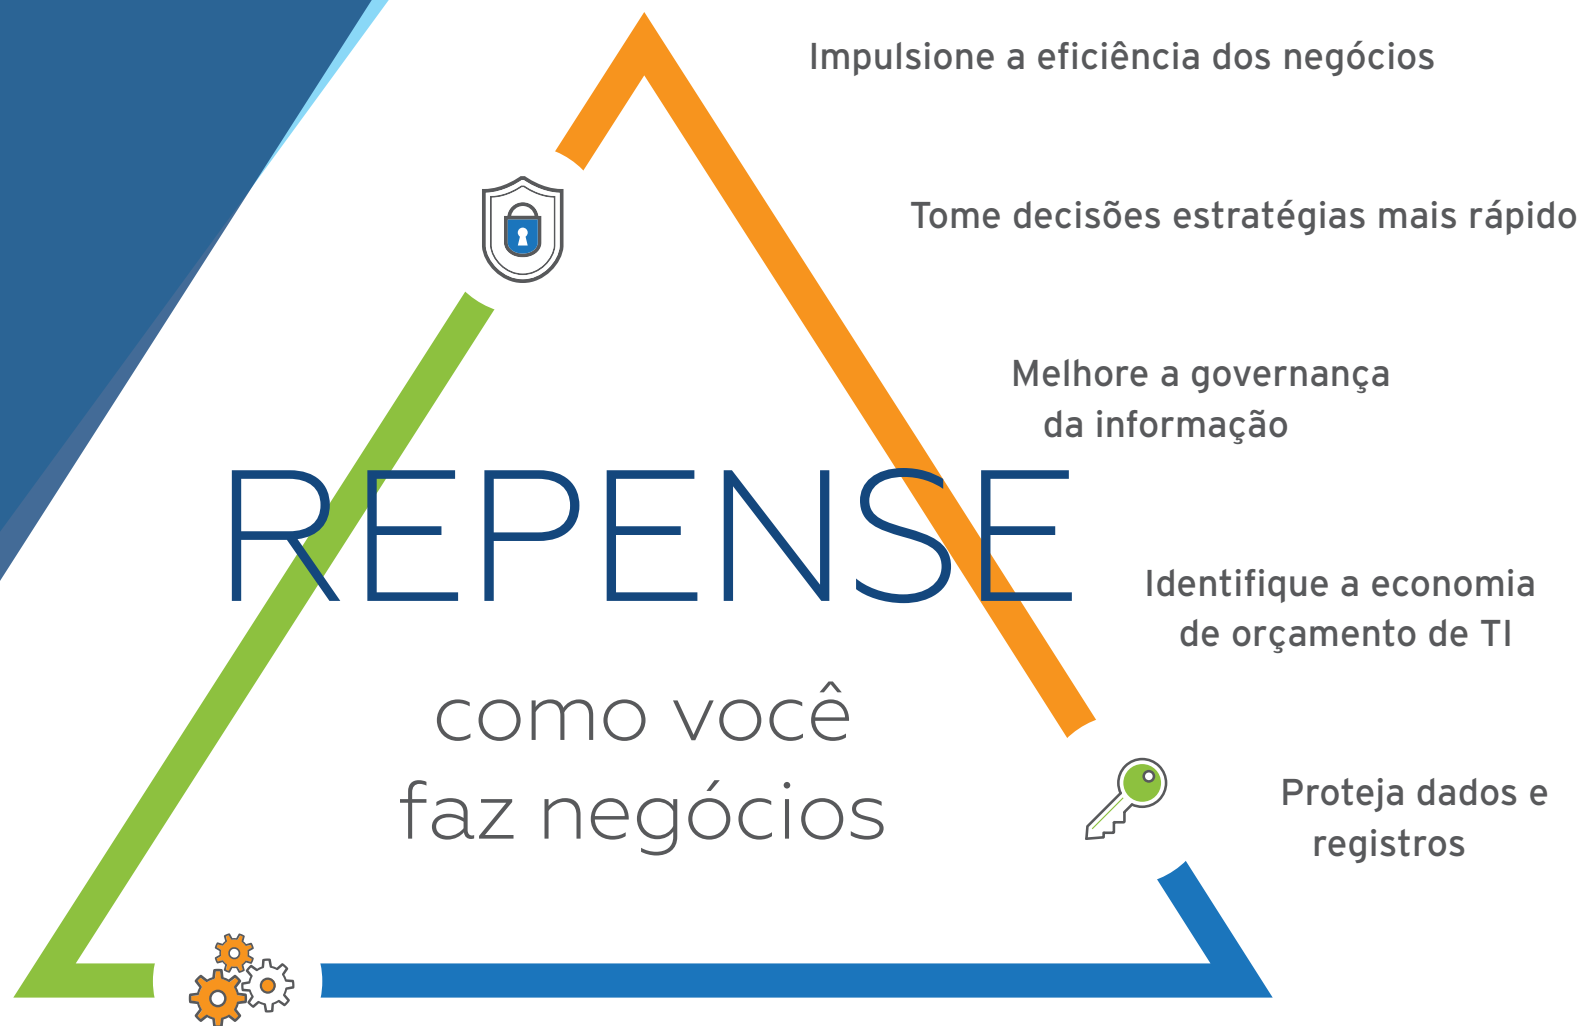 Impulsione a eficiência dos negócios
Tome decisões estratégias mais rápido
Melhore a governança
da informação
REPENSE
como você
faz negócios
Identifique a economia
de orçamento de TI
Proteja dados e
registros